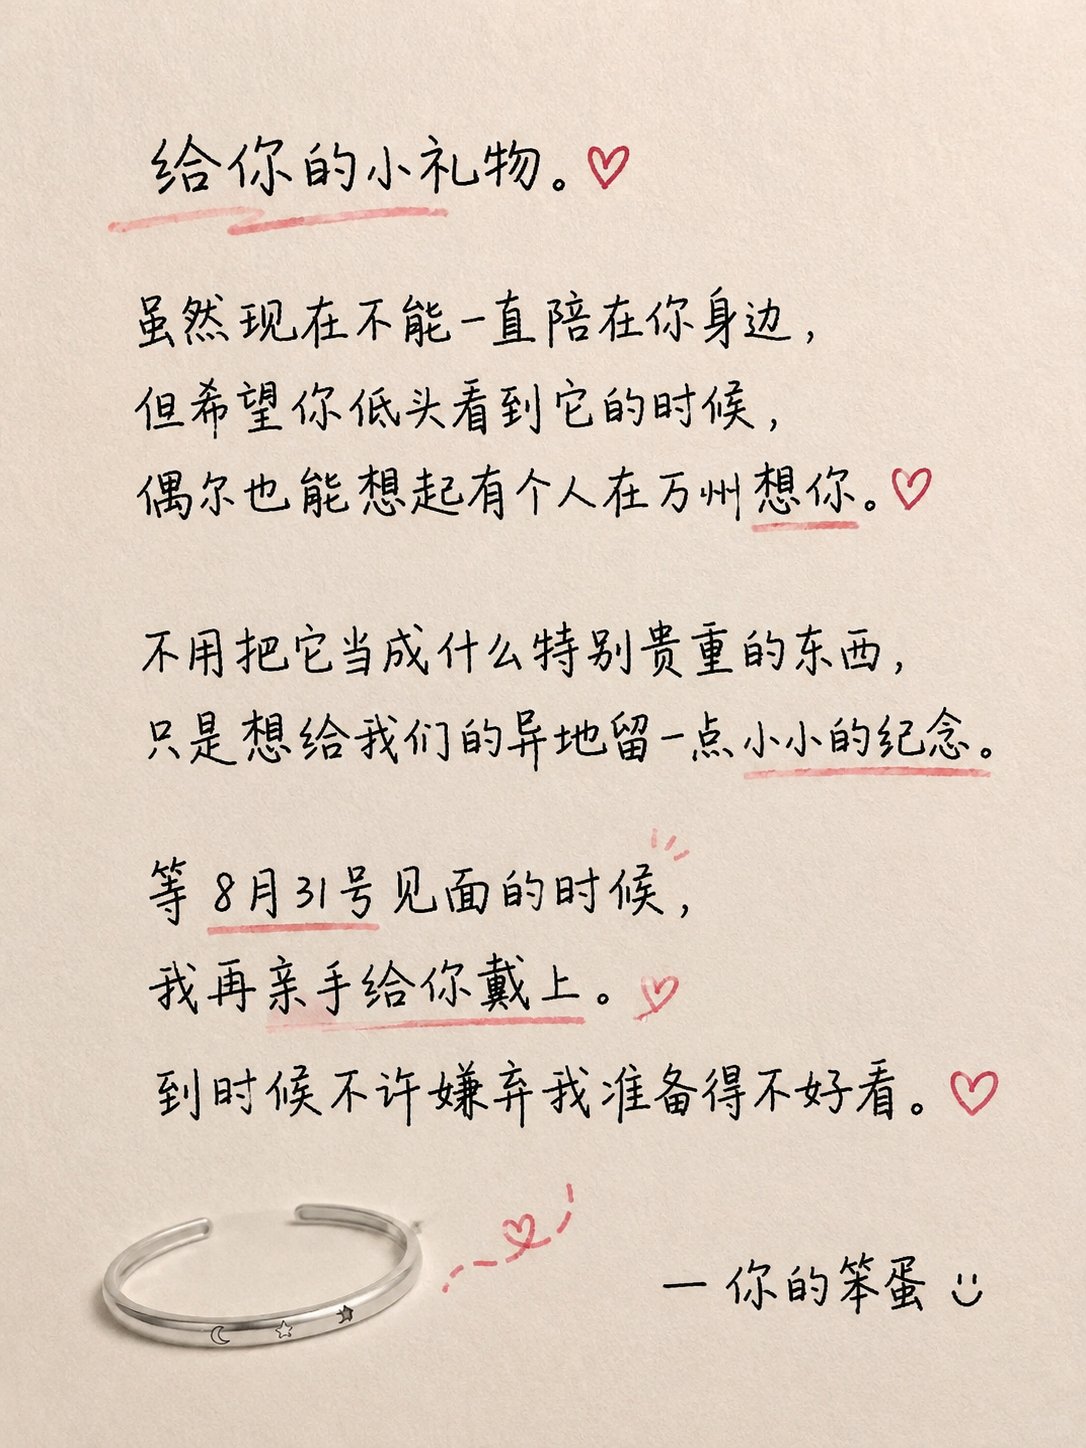 给你的小礼物。
虽然现在不能一直陪在你身边，
但希望你低头看到它的时候，
偶尔也能想起有个人在万州想你。
不用把它当成什么特别贵重的东西，
只是想给我们的异地留一点小小的纪念。
等8月31号见面的时候，
我再亲手给你戴上。
到时候不许嫌弃我准备得不好看。
— 你的笨蛋